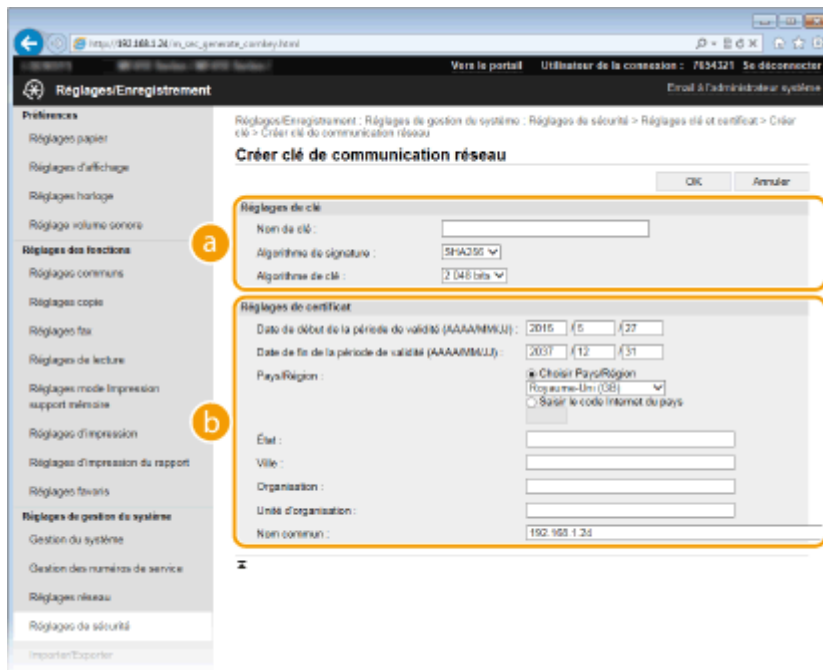 http://192.168.1.24/m_sec_generate_comkey.html
Vers le portail Utilisateur de la connexion : 7654321 Se déconnecter
Réglages/Enregistrement
Email à l'administrateur système
Préférences
Réglages papier
Réglages d'affichage
Réglages horloge
Réglage volume sonore
Réglages des fonctions
Réglages communs
Réglages copie
Réglages fax
Réglages de lecture
Réglages mode Impression
support mémoire
Réglages d'impression
Réglages d'impression du rapport
Réglages favoris
Réglages de gestion du système
Gestion du système
Gestion des numéros de service
Réglages réseau
Réglages de sécurité
Importer/Exporter
Réglages/Enregistrement : Réglages de gestion du système : Réglages de sécurité > Réglages clé et certificat > Créer
clé > Créer clé de communication réseau
Créer clé de communication réseau
OK Annuler
a
Réglages de clé
Nom de clé :
Algorithme de signature : SHA256
Algorithme de clé : 2 048 bits
b
Réglages de certificat
Date de début de la période de validité (AAAA/MM/JJ) : 2015 /5 /27
Date de fin de la période de validité (AAAA/MM/JJ) : 2037 /12 /31
Pays/Région : Choisir Pays/Région
Royaume-Uni (GB)
Saisir le code Internet du pays
État :
Ville :
Organisation :
Unité d'organisation :
Nom commun : 192.168.1.24